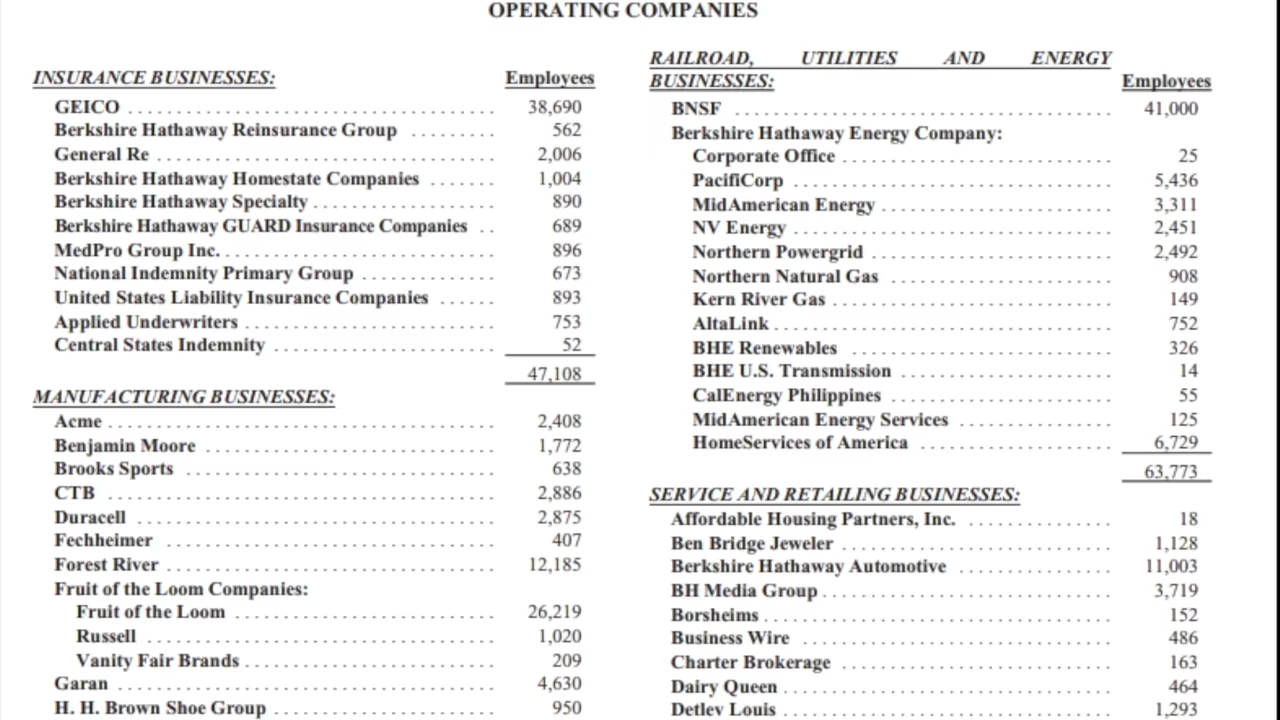 OPERATING COMPANIES
INSURANCE BUSINESSES: Employees
GEICO 38,690
Berkshire Hathaway Reinsurance Group 562
General Re 2,006
Berkshire Hathaway Homestate Companies 1,004
Berkshire Hathaway Specialty 890
Berkshire Hathaway GUARD Insurance Companies 689
MedPro Group Inc. 896
National Indemnity Primary Group 673
United States Liability Insurance Companies 893
Applied Underwriters 753
Central States Indemnity 52
47,108
MANUFACTURING BUSINESSES:
Acme 2,408
Benjamin Moore 1,772
Brooks Sports 638
CTB 2,886
Duracell 2,875
Fechheimer 407
Forest River 12,185
Fruit of the Loom Companies:
Fruit of the Loom 26,219
Russell 1,020
Vanity Fair Brands 209
Garan 4,630
H. H. Brown Shoe Group 950
RAILROAD, UTILITIES AND ENERGY
BUSINESSES: Employees
BNSF 41,000
Berkshire Hathaway Energy Company:
Corporate Office 25
PacifiCorp 5,436
MidAmerican Energy 3,311
NV Energy 2,451
Northern Powergrid 2,492
Northern Natural Gas 908
Kern River Gas 149
AltaLink 752
BHE Renewables 326
BHE U.S. Transmission 14
CalEnergy Philippines 55
MidAmerican Energy Services 125
HomeServices of America 6,729
63,773
SERVICE AND RETAILING BUSINESSES:
Affordable Housing Partners, Inc. 18
Ben Bridge Jeweler 1,128
Berkshire Hathaway Automotive 11,003
BH Media Group 3,719
Borsheims 152
Business Wire 486
Charter Brokerage 163
Dairy Queen 464
Detlev Louis 1,293